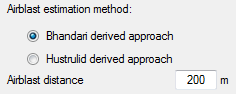 Airblast estimation method:
Bhandari derived approach
Hustrulid derived approach
Airblast distance 200 m